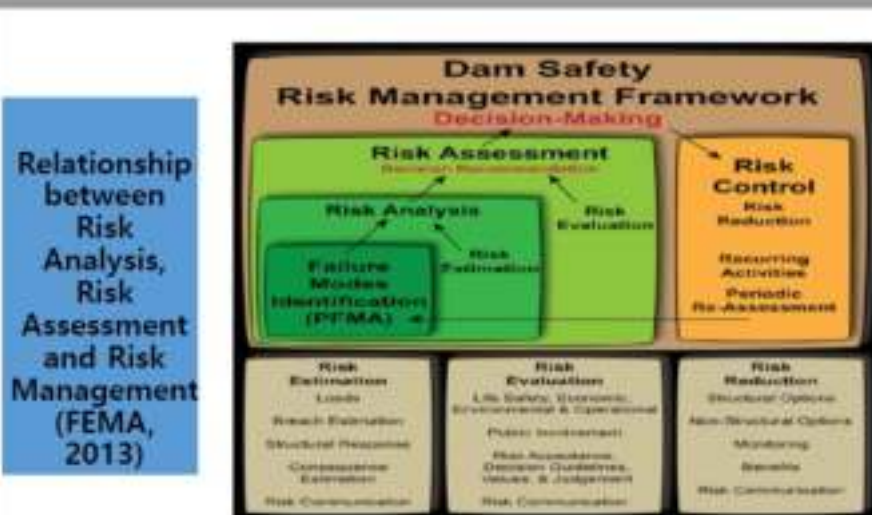 Relationship
between
Risk
Analysis,
Risk
Assessment
and Risk
Management
(FEMA,
2013)
Dam Safety
Risk Management Framework
Decision-Making
Risk Assessment
Decision Recommendation
Risk Analysis
Risk
Evaluation
Risk
Estimation
Failure
Modes
Identification
(PFMA)
Risk
Control
Risk
Reduction
Recurring
Activities
Periodic
Re-Assessment
Risk
Estimation
Loads
Breach Estimation
Structural Response
Consequence
Estimation
Risk Communication
Risk
Evaluation
Life Safety, Economic,
Environmental & Operational
Public Involvement
Risk Acceptance,
Decision Guidelines,
Values, & Judgement
Risk Communication
Risk
Reduction
Structural Options
Non-Structural Options
Monitoring
Benefits
Risk Communication